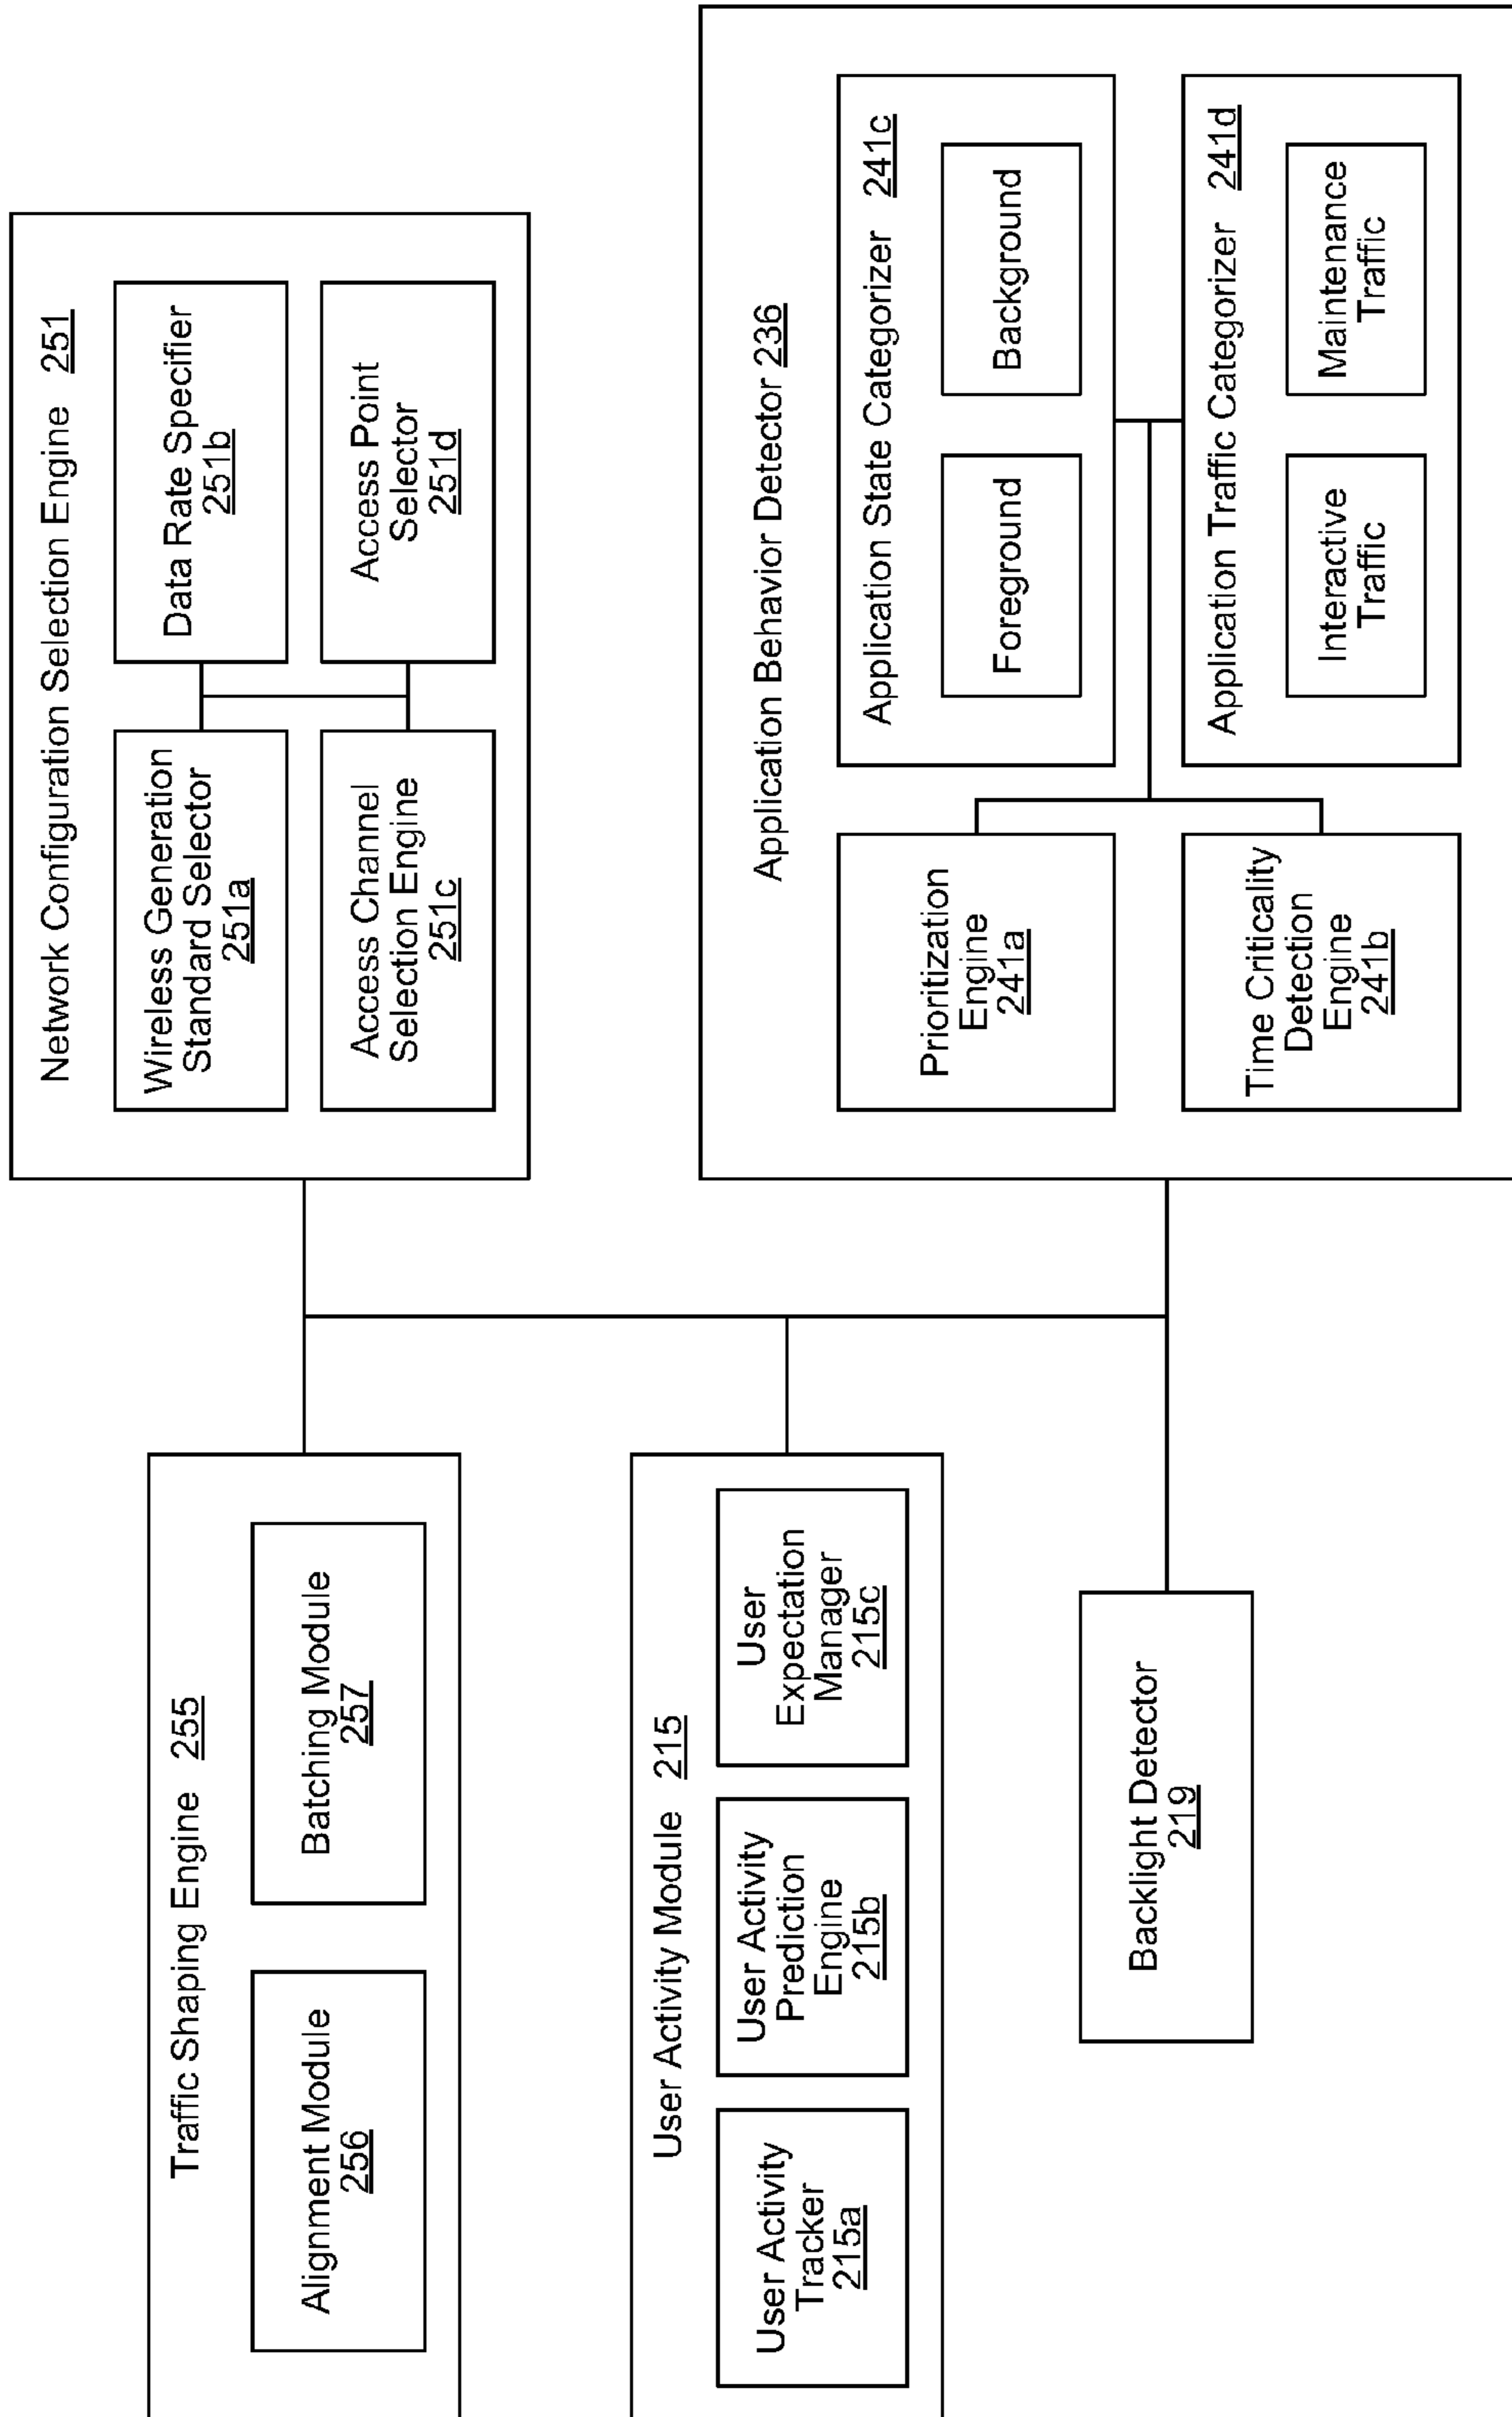 Traffic Shaping Engine 255
Alignment Module
256
Batching Module
257
User Activity Module 215
User Activity
Tracker
215a
User Activity
Prediction
Engine
215b
User
Expectation
Manager
215c
Backlight Detector
219
Network Configuration Selection Engine 251
Wireless Generation
Standard Selector
251a
Data Rate Specifier
251b
Access Channel
Selection Engine
251c
Access Point
Selector
251d
Application Behavior Detector 236
Prioritization
Engine
241a
Time Criticality
Detection
Engine
241b
Application State Categorizer 241c
Foreground
Background
Application Traffic Categorizer 241d
Interactive
Traffic
Maintenance
Traffic